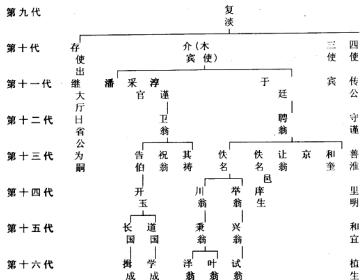 第九代 复淡
第十代 存使出继大厅日省公为嗣 介(木宾使) 三使宾 四使传公守谨
第十一代 潘采官 淳谨 于廷
第十二代 卫翁 聘翁
第十三代 告伯 祝翁 其祷 佚名 佚名 让翁 京 和奎 善淮
第十四代 开玉 川翁 举翁 邑庠生 里明
第十五代 长国 道国 秉翁 兴翁 和宜
第十六代 揖成 学成 泽翁 叶翁 试翁 植生